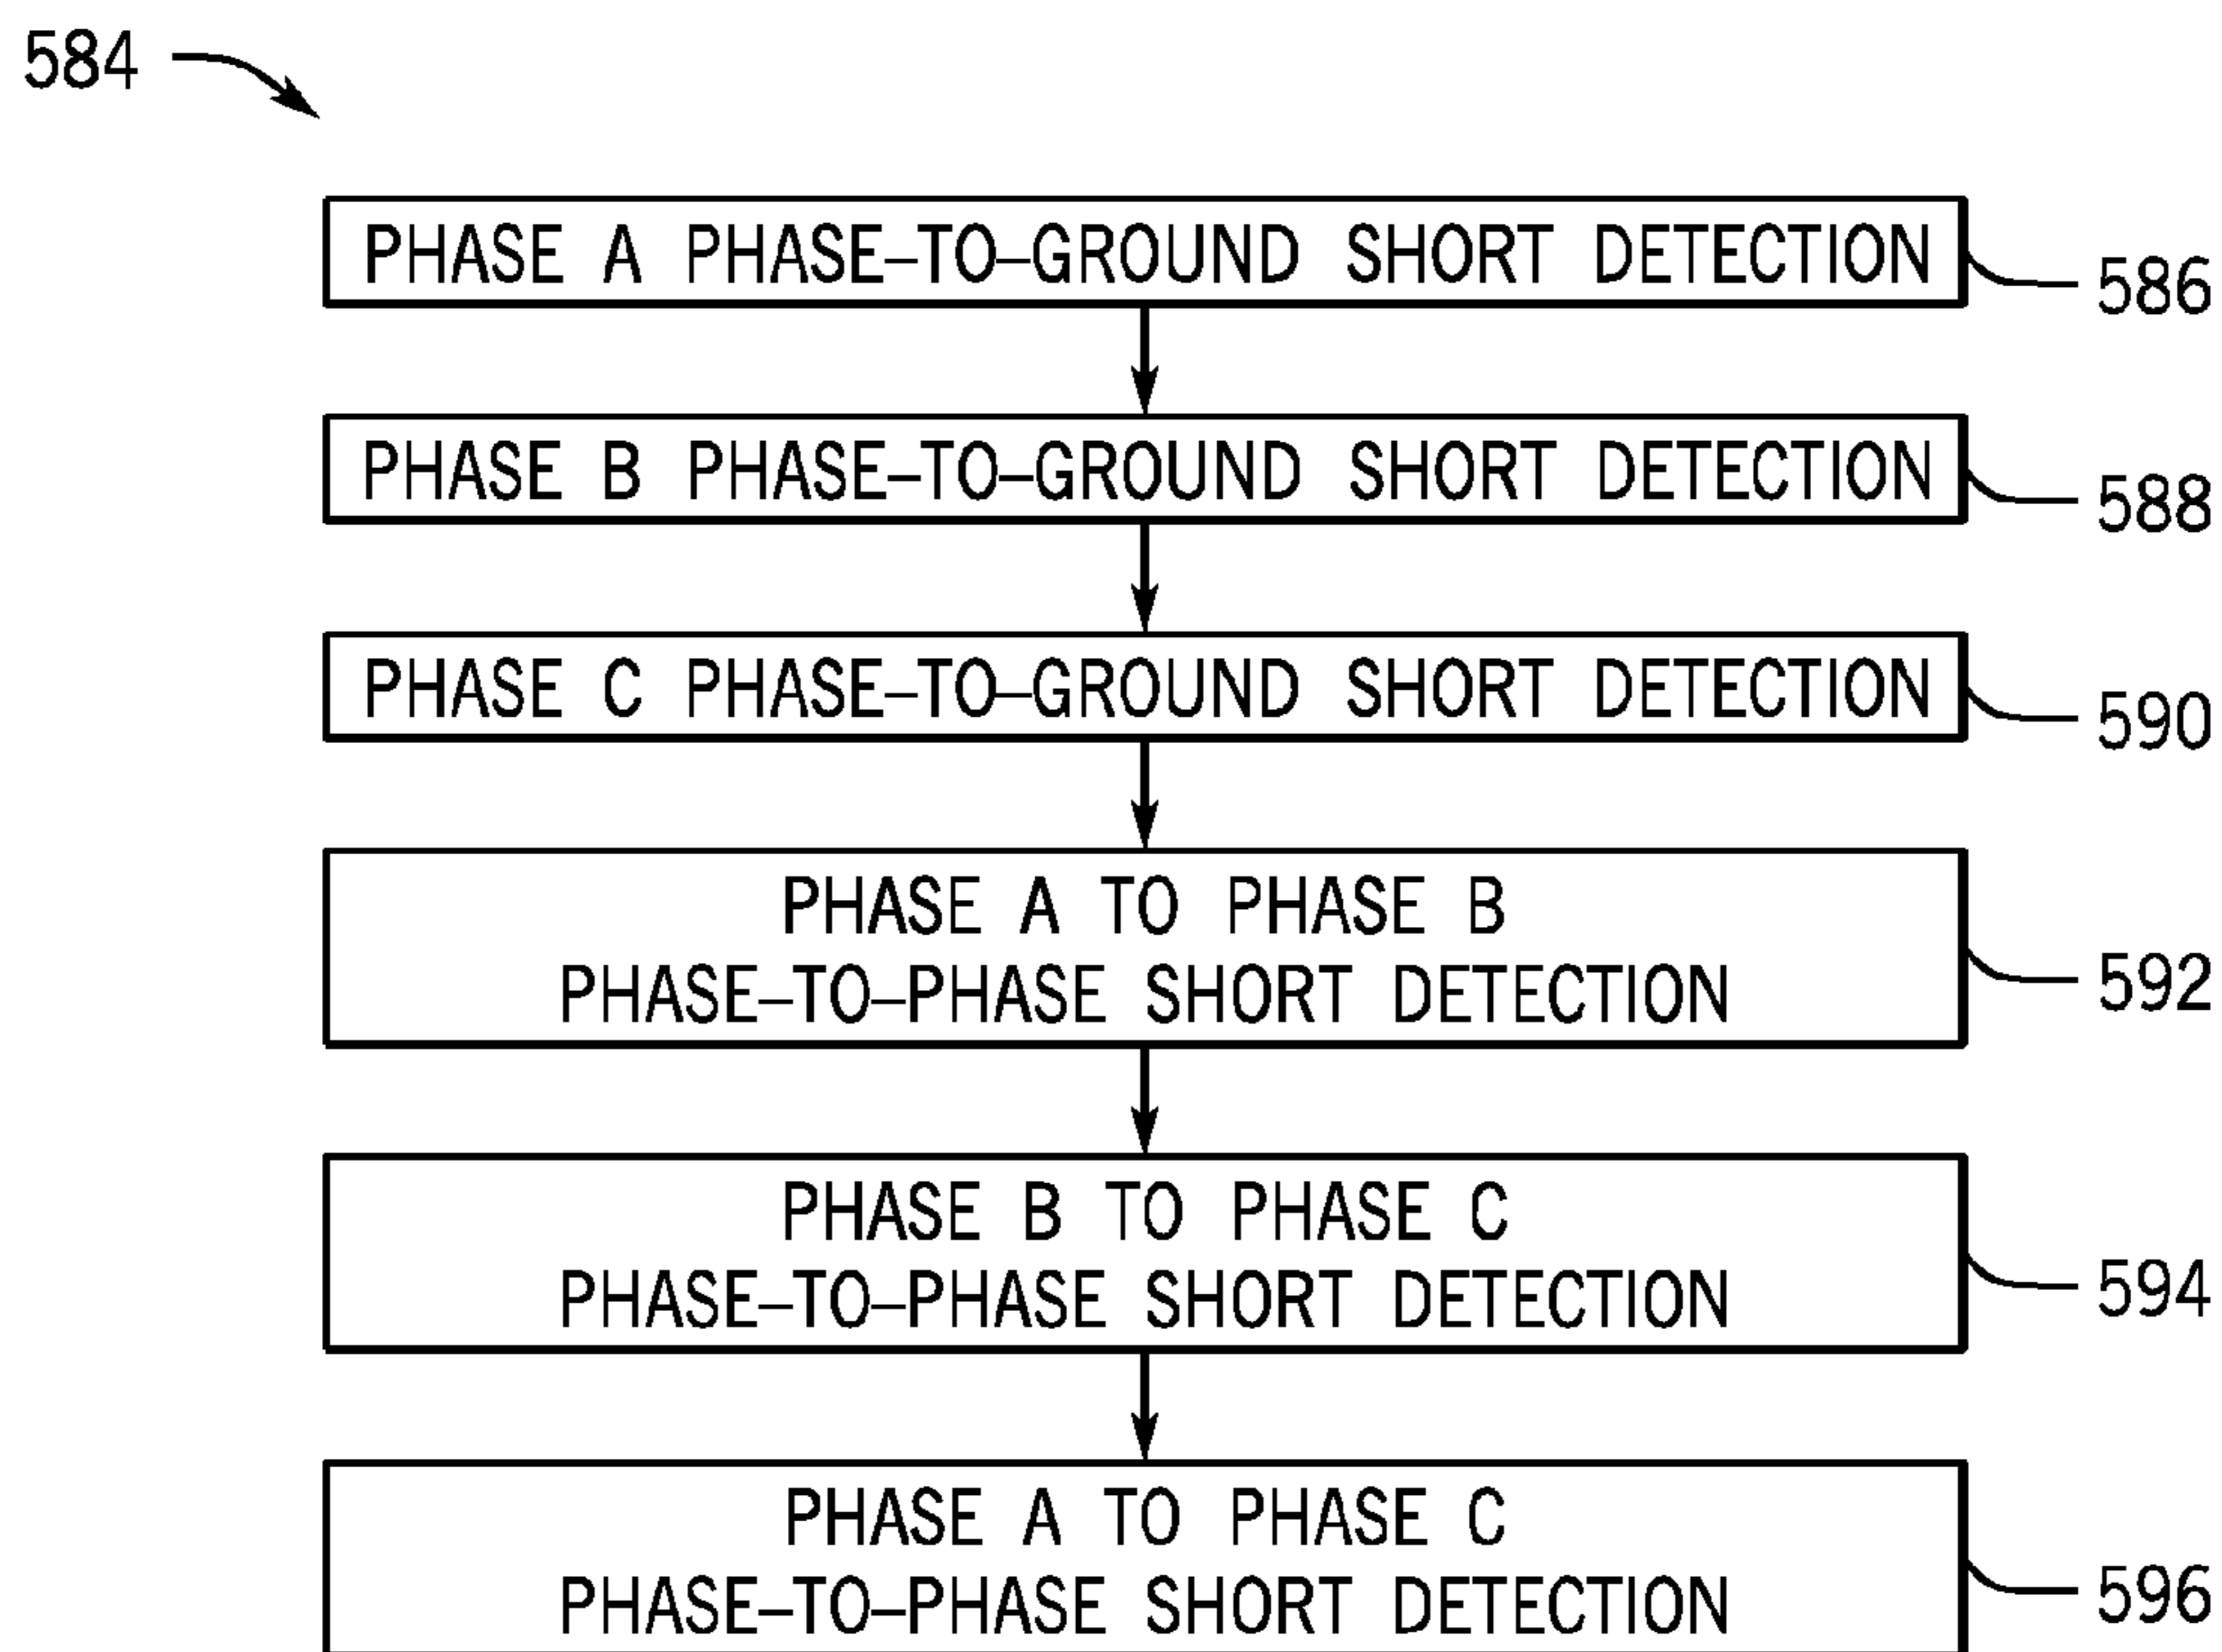 584
PHASE A PHASE-TO-GROUND SHORT DETECTION
586
PHASE B PHASE-TO-GROUND SHORT DETECTION
588
PHASE C PHASE-TO-GROUND SHORT DETECTION
590
PHASE A TO PHASE B
PHASE-TO-PHASE SHORT DETECTION
592
PHASE B TO PHASE C
PHASE-TO-PHASE SHORT DETECTION
594
PHASE A TO PHASE C
PHASE-TO-PHASE SHORT DETECTION
596